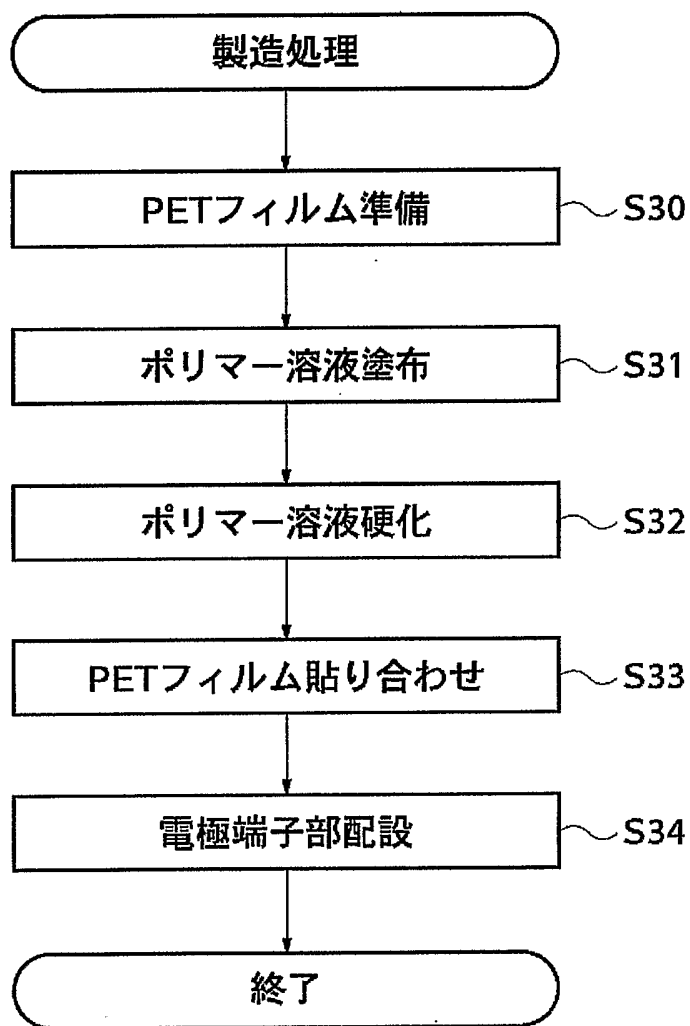 製造処理
PETフィルム準備 S30
ポリマー溶液塗布 S31
ポリマー溶液硬化 S32
PETフィルム貼り合わせ S33
電極端子部配設 S34
終了